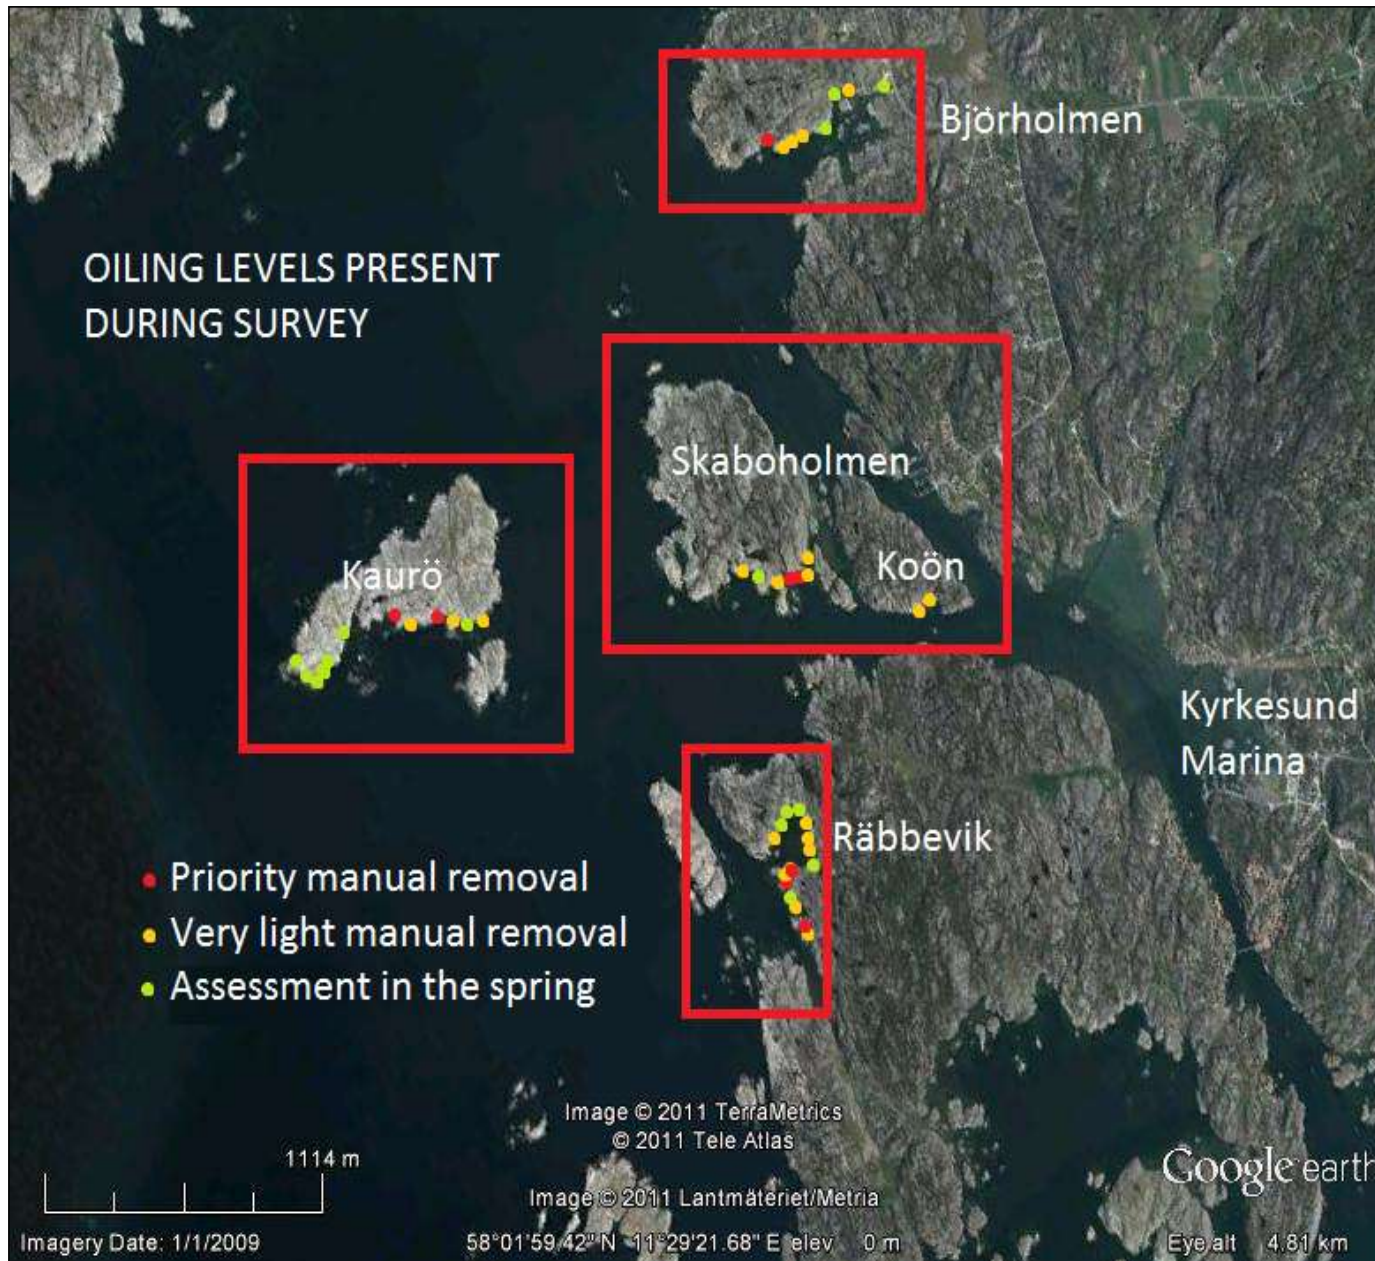 Björholmen
OILING LEVELS PRESENT
DURING SURVEY
Skaboholmen
Kaurö
Koön
Kyrkesund
Marina
Räbbevik
Priority manual removal
Very light manual removal
Assessment in the spring
Image © 2011 TerraMetrics
© 2011 Tele Atlas
1114 m
Google earth
Image © 2011 Lantmäteriet/Metria
Imagery Date: 1/1/2009
58°01'59.42" N 11°29'21.68" E elev 0 m
Eye alt 4.81 km